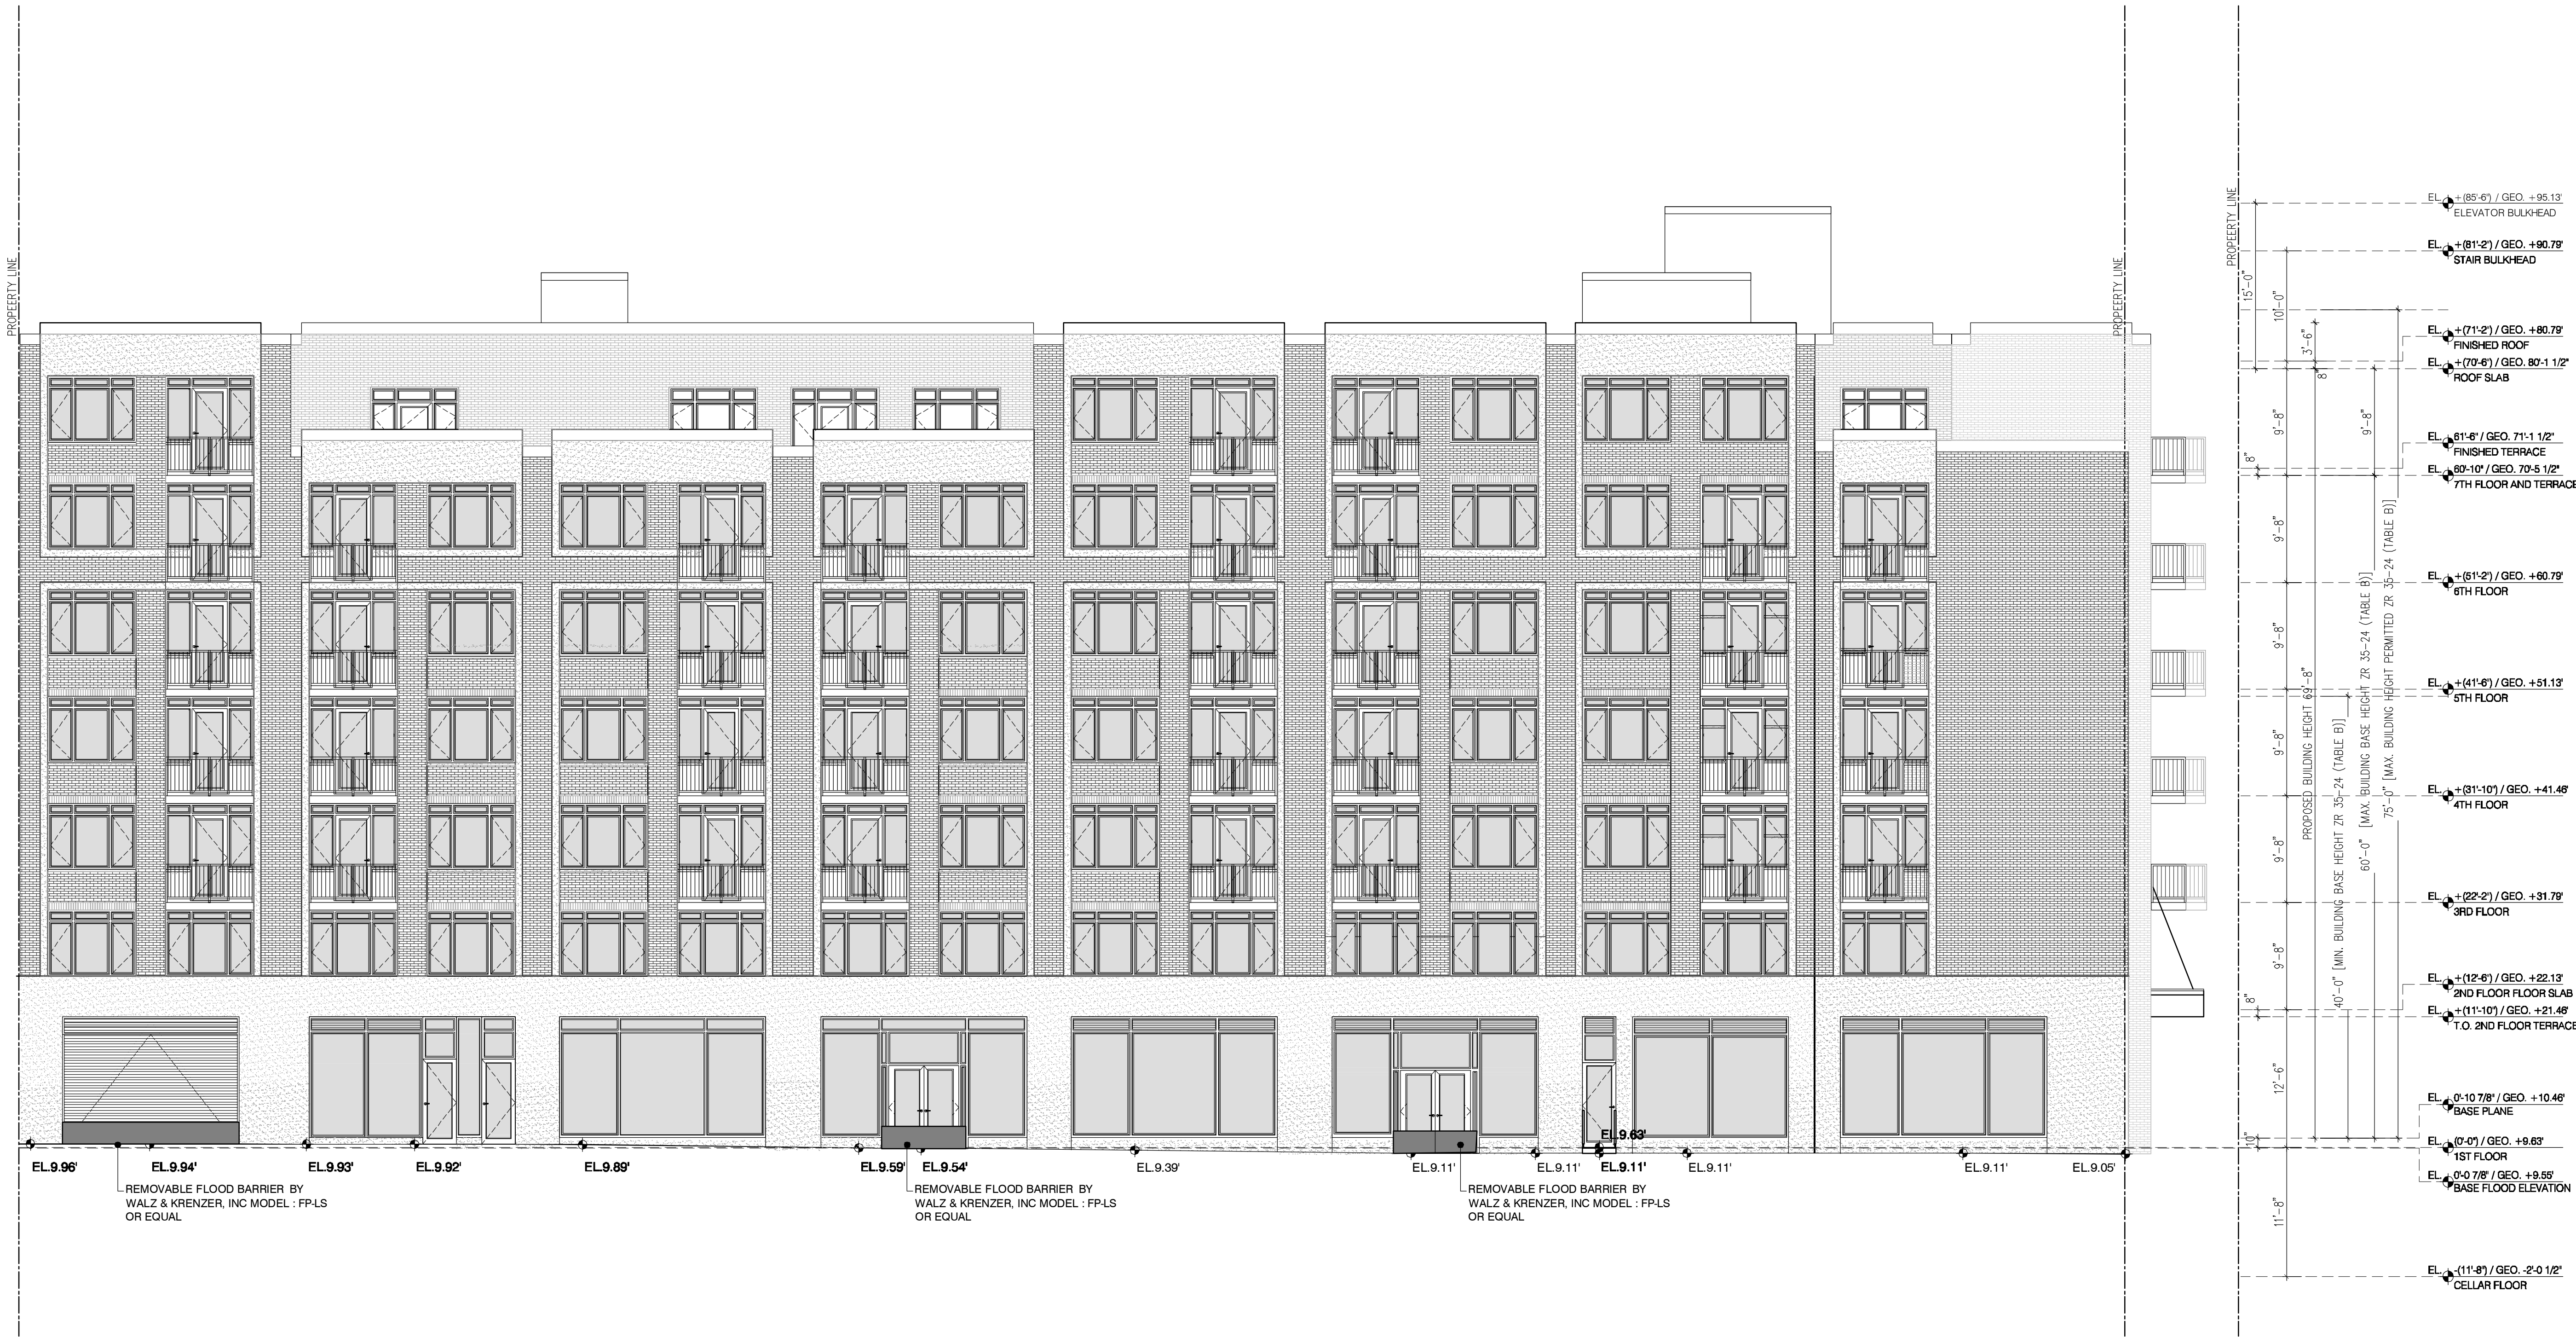 PROPEERTY LINE
PROPEERTY LINE
PROPEERTY LINE
EL. +(85'-6") / GEO. +95.13'
ELEVATOR BULKHEAD
EL. +(81'-2') / GEO. +90.79'
STAIR BULKHEAD
EL. +(71'-2') / GEO. +80.79'
FINISHED ROOF
EL. +(70'-6') / GEO. 80'-1 1/2"
ROOF SLAB
EL. 61'-6" / GEO. 71'-1 1/2"
FINISHED TERRACE
EL. 60'-10" / GEO. 70'-5 1/2"
7TH FLOOR AND TERRACE
EL. +(51'-2') / GEO. +60.79'
6TH FLOOR
EL. +(41'-6') / GEO. +51.13'
5TH FLOOR
EL. +(31'-10') / GEO. +41.46'
4TH FLOOR
EL. +(22'-2') / GEO. +31.79'
3RD FLOOR
EL. +(12'-6') / GEO. +22.13'
2ND FLOOR FLOOR SLAB
EL. +(11'-10') / GEO. +21.46'
T.O. 2ND FLOOR TERRACE
EL. 0'-10 7/8" / GEO. +10.46'
BASE PLANE
EL. (0'-0") / GEO. +9.63'
1ST FLOOR
EL. 0'-0 7/8" / GEO. +9.55'
BASE FLOOD ELEVATION
EL. -(11'-8') / GEO. -2'-0 1/2"
CELLAR FLOOR
15'-0"
10'-0"
3'-6"
8"
9'-8"
9'-8"
8"
9'-8"
9'-8"
9'-8"
9'-8"
9'-8"
8"
12'-6"
10"
11'-8"
PROPOSED BUILDING HEIGHT 69'-8"
40'-0" [MIN. BUILDING BASE HEIGHT ZR 35-24 (TABLE B)]
60'-0" [MAX. BUILDING BASE HEIGHT ZR 35-24 (TABLE B)]
75'-0" [MAX. BUILDING HEIGHT PERMITTED ZR 35-24 (TABLE B)]
EL.9.63'
EL.9.96'
EL.9.94'
EL.9.93'
EL.9.92'
EL.9.89'
EL.9.59'
EL.9.54'
EL.9.39'
EL.9.11'
EL.9.11'
EL.9.11'
EL.9.11'
EL.9.11'
EL.9.05'
REMOVABLE FLOOD BARRIER BY
WALZ & KRENZER, INC MODEL : FP-LS
OR EQUAL
REMOVABLE FLOOD BARRIER BY
WALZ & KRENZER, INC MODEL : FP-LS
OR EQUAL
REMOVABLE FLOOD BARRIER BY
WALZ & KRENZER, INC MODEL : FP-LS
OR EQUAL